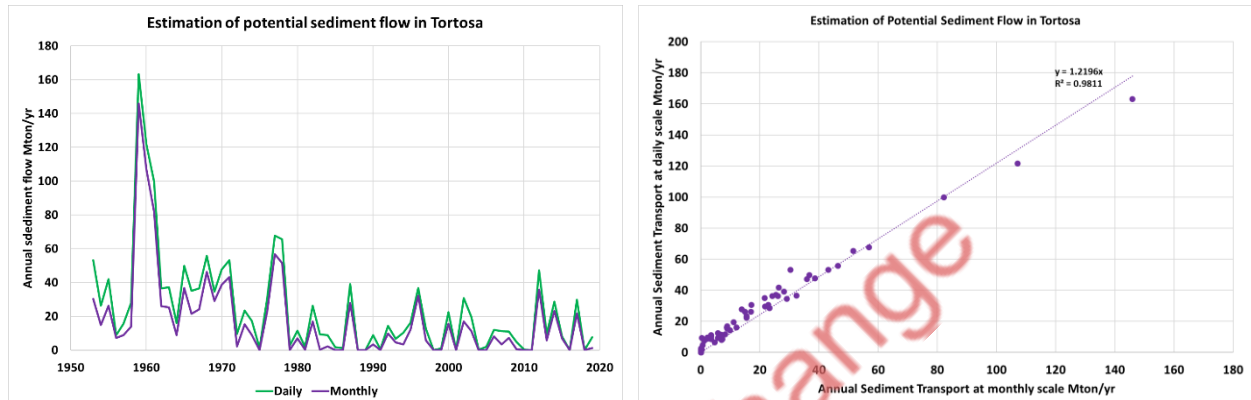 Estimation of potential sediment flow in Tortosa
Annual sdediment flow Mton/yr
180
160
140
120
100
80
60
40
20
0
1950 1960 1970 1980 1990 2000 2010 2020
Daily Monthly
Estimation of Potential Sediment Flow in Tortosa
Annual Sediment Transport at daily scale Mton/yr
200
180
160
140
120
100
80
60
40
20
0
y = 1.2196x
R² = 0.9811
0 20 40 60 80 100 120 140 160 180
Annual Sediment Transport at monthly scale Mton/yr
ange